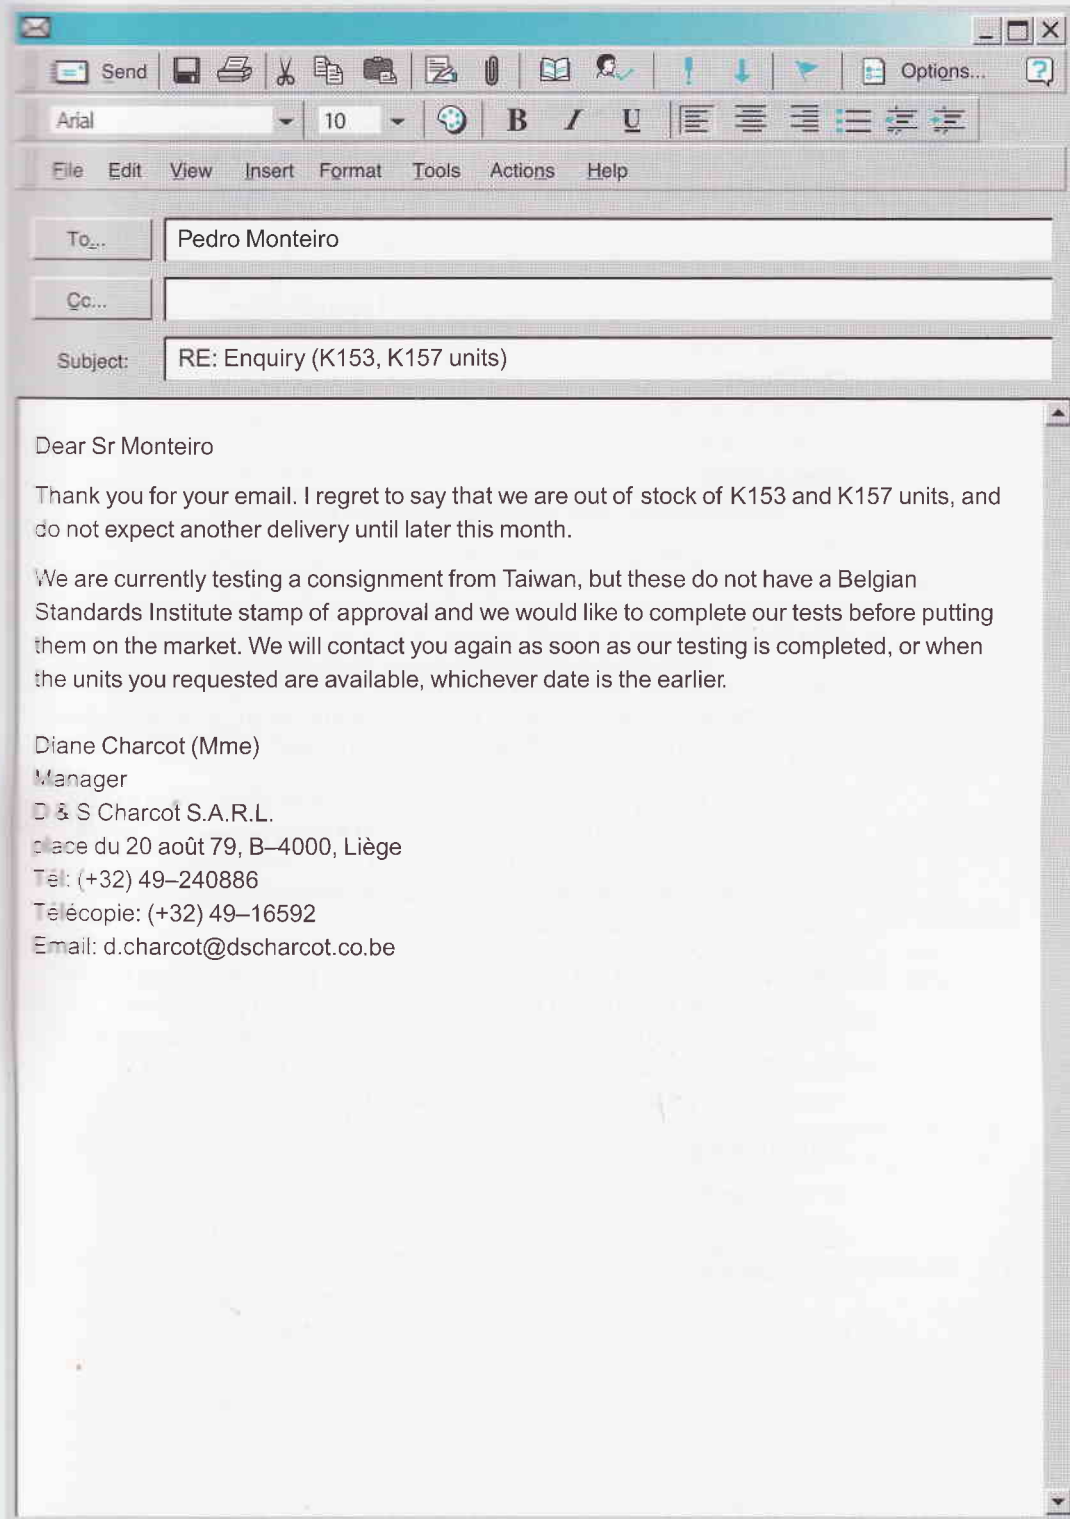 Send
Options...
Arial
10
B I U
File Edit View Insert Format Tools Actions Help
To...
Pedro Monteiro
Cc...
Subject:
RE: Enquiry (K153, K157 units)
Dear Sr Monteiro
Thank you for your email. I regret to say that we are out of stock of K153 and K157 units, and
do not expect another delivery until later this month.
We are currently testing a consignment from Taiwan, but these do not have a Belgian
Standards Institute stamp of approval and we would like to complete our tests before putting
them on the market. We will contact you again as soon as our testing is completed, or when
the units you requested are available, whichever date is the earlier.
Diane Charcot (Mme)
Manager
D & S Charcot S.A.R.L.
place du 20 août 79, B–4000, Liège
Tél: (+32) 49–240886
Télécopie: (+32) 49–16592
Email: d.charcot@dscharcot.co.be